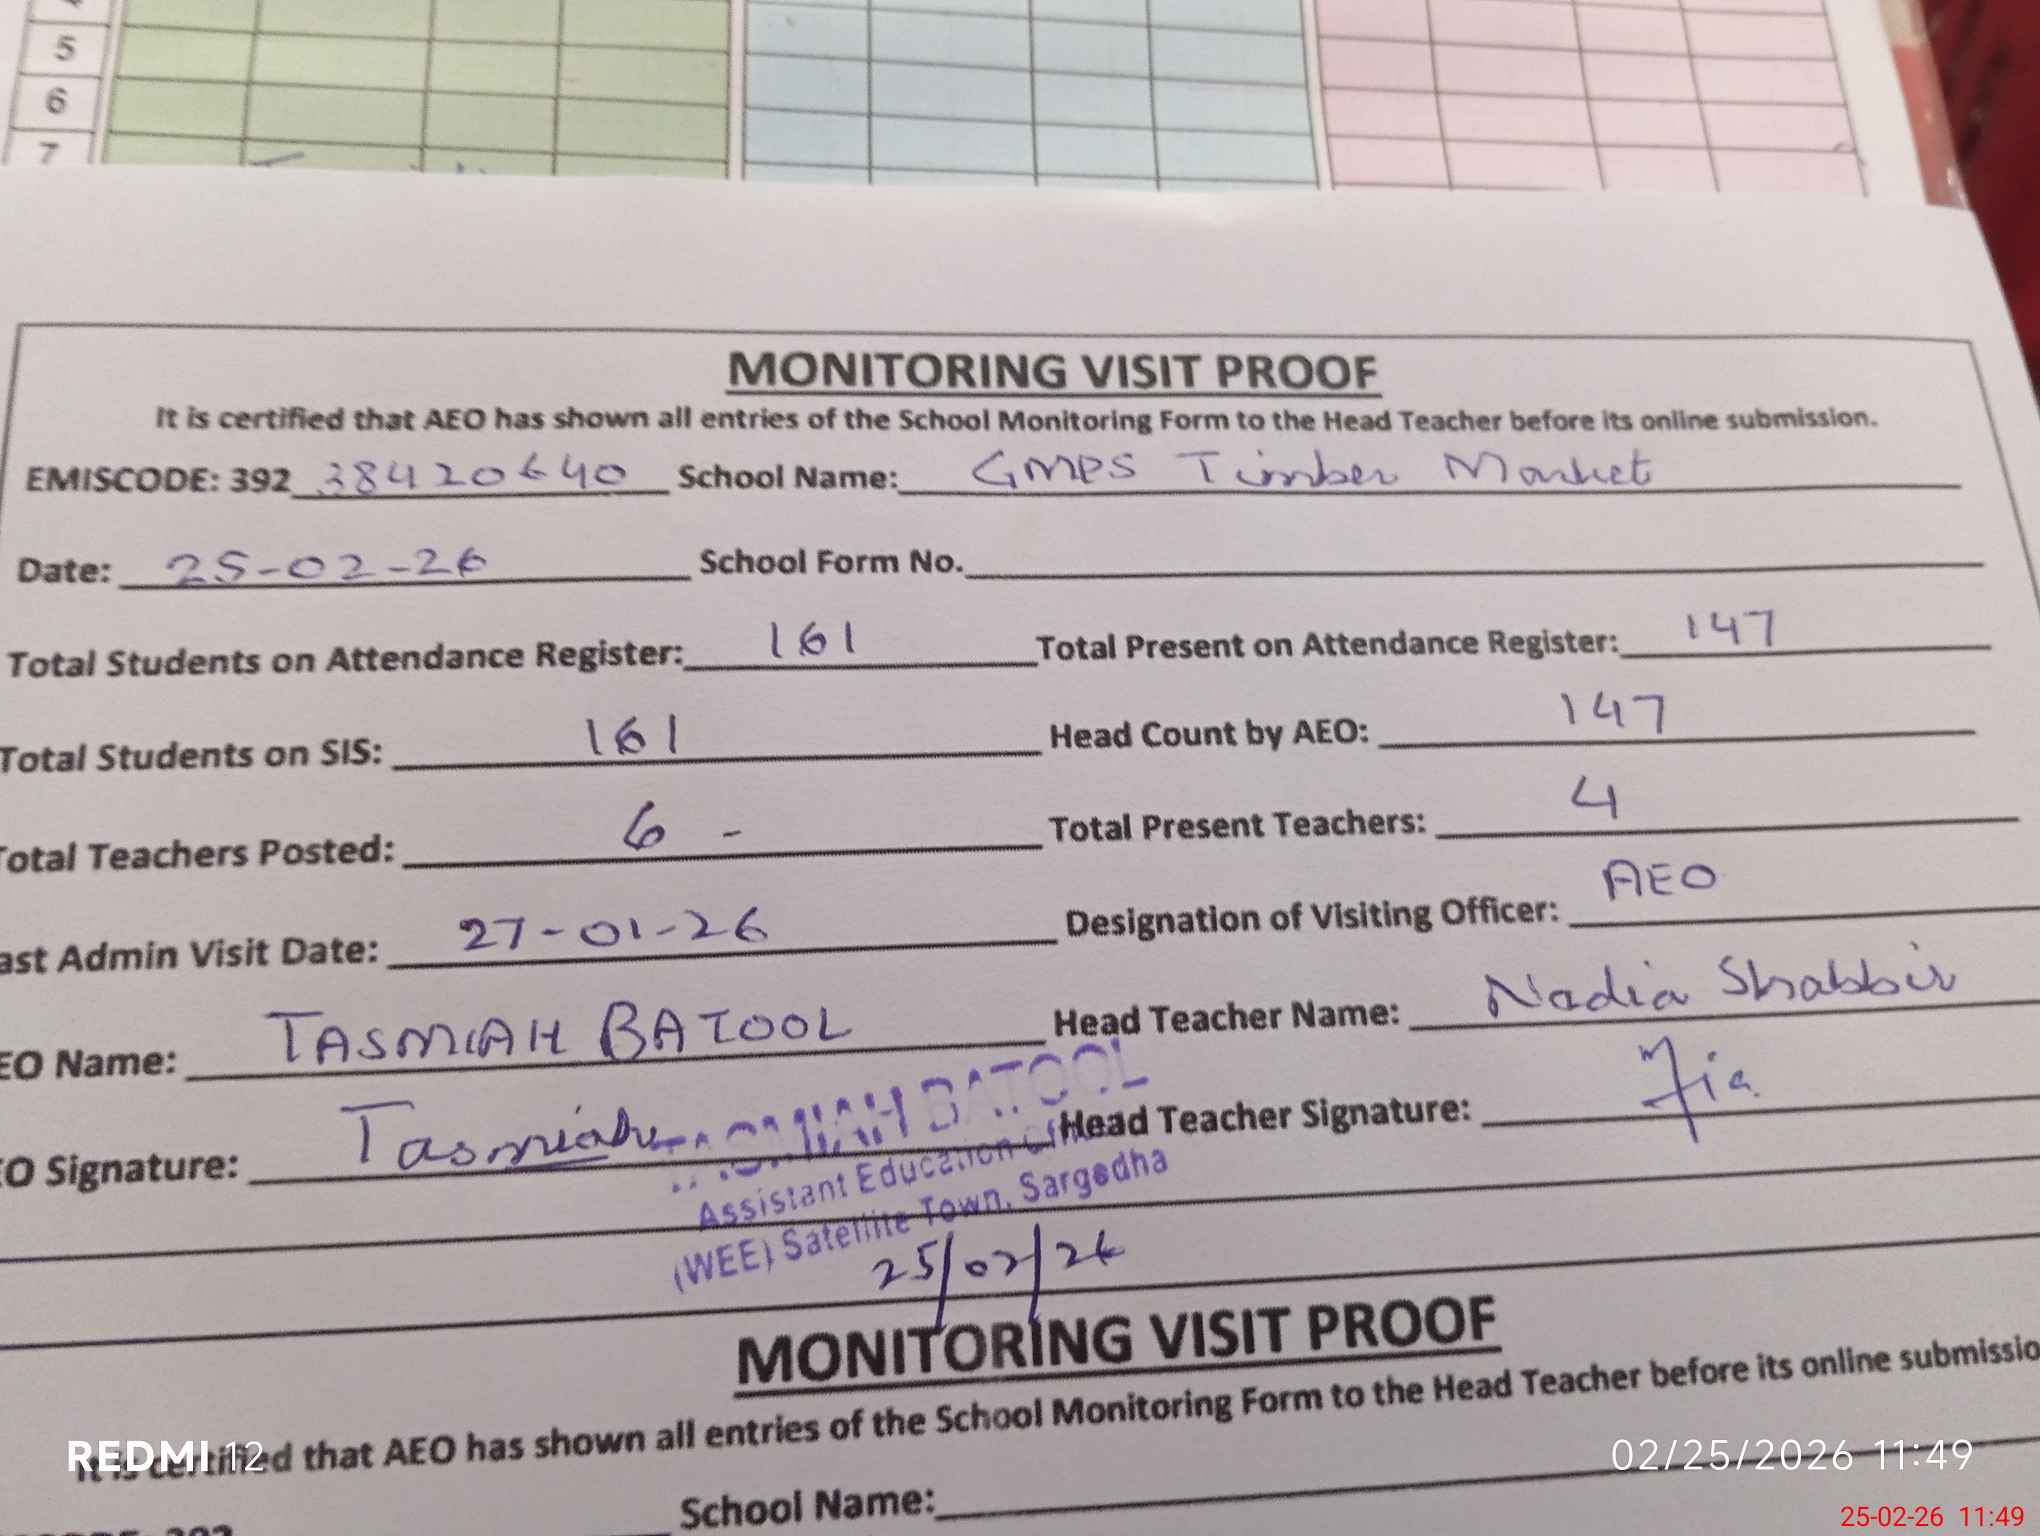 5
6
7
MONITORING VISIT PROOF
It is certified that AEO has shown all entries of the School Monitoring Form to the Head Teacher before its online submission.
EMISCODE: 392 38420640 School Name: GMPS Timber Market
Date: 25-02-26 School Form No.
Total Students on Attendance Register: 161 Total Present on Attendance Register: 147
Total Students on SIS: 161 Head Count by AEO: 147
Total Teachers Posted: 6 - Total Present Teachers: 4
ast Admin Visit Date: 27-01-26 Designation of Visiting Officer: AEO
EO Name: TASMIAH BATOOL Head Teacher Name: Nadia Shabbir
EO Signature: Tasmiah Head Teacher Signature:
TASMIAH BATOOL
Assistant Education
(WEE) Satellite Town, Sargodha
25/02/26
MONITORING VISIT PROOF
It is certified that AEO has shown all entries of the School Monitoring Form to the Head Teacher before its online submissio
School Name:
REDMI 12
02/25/2026 11:49
25-02-26 11:49